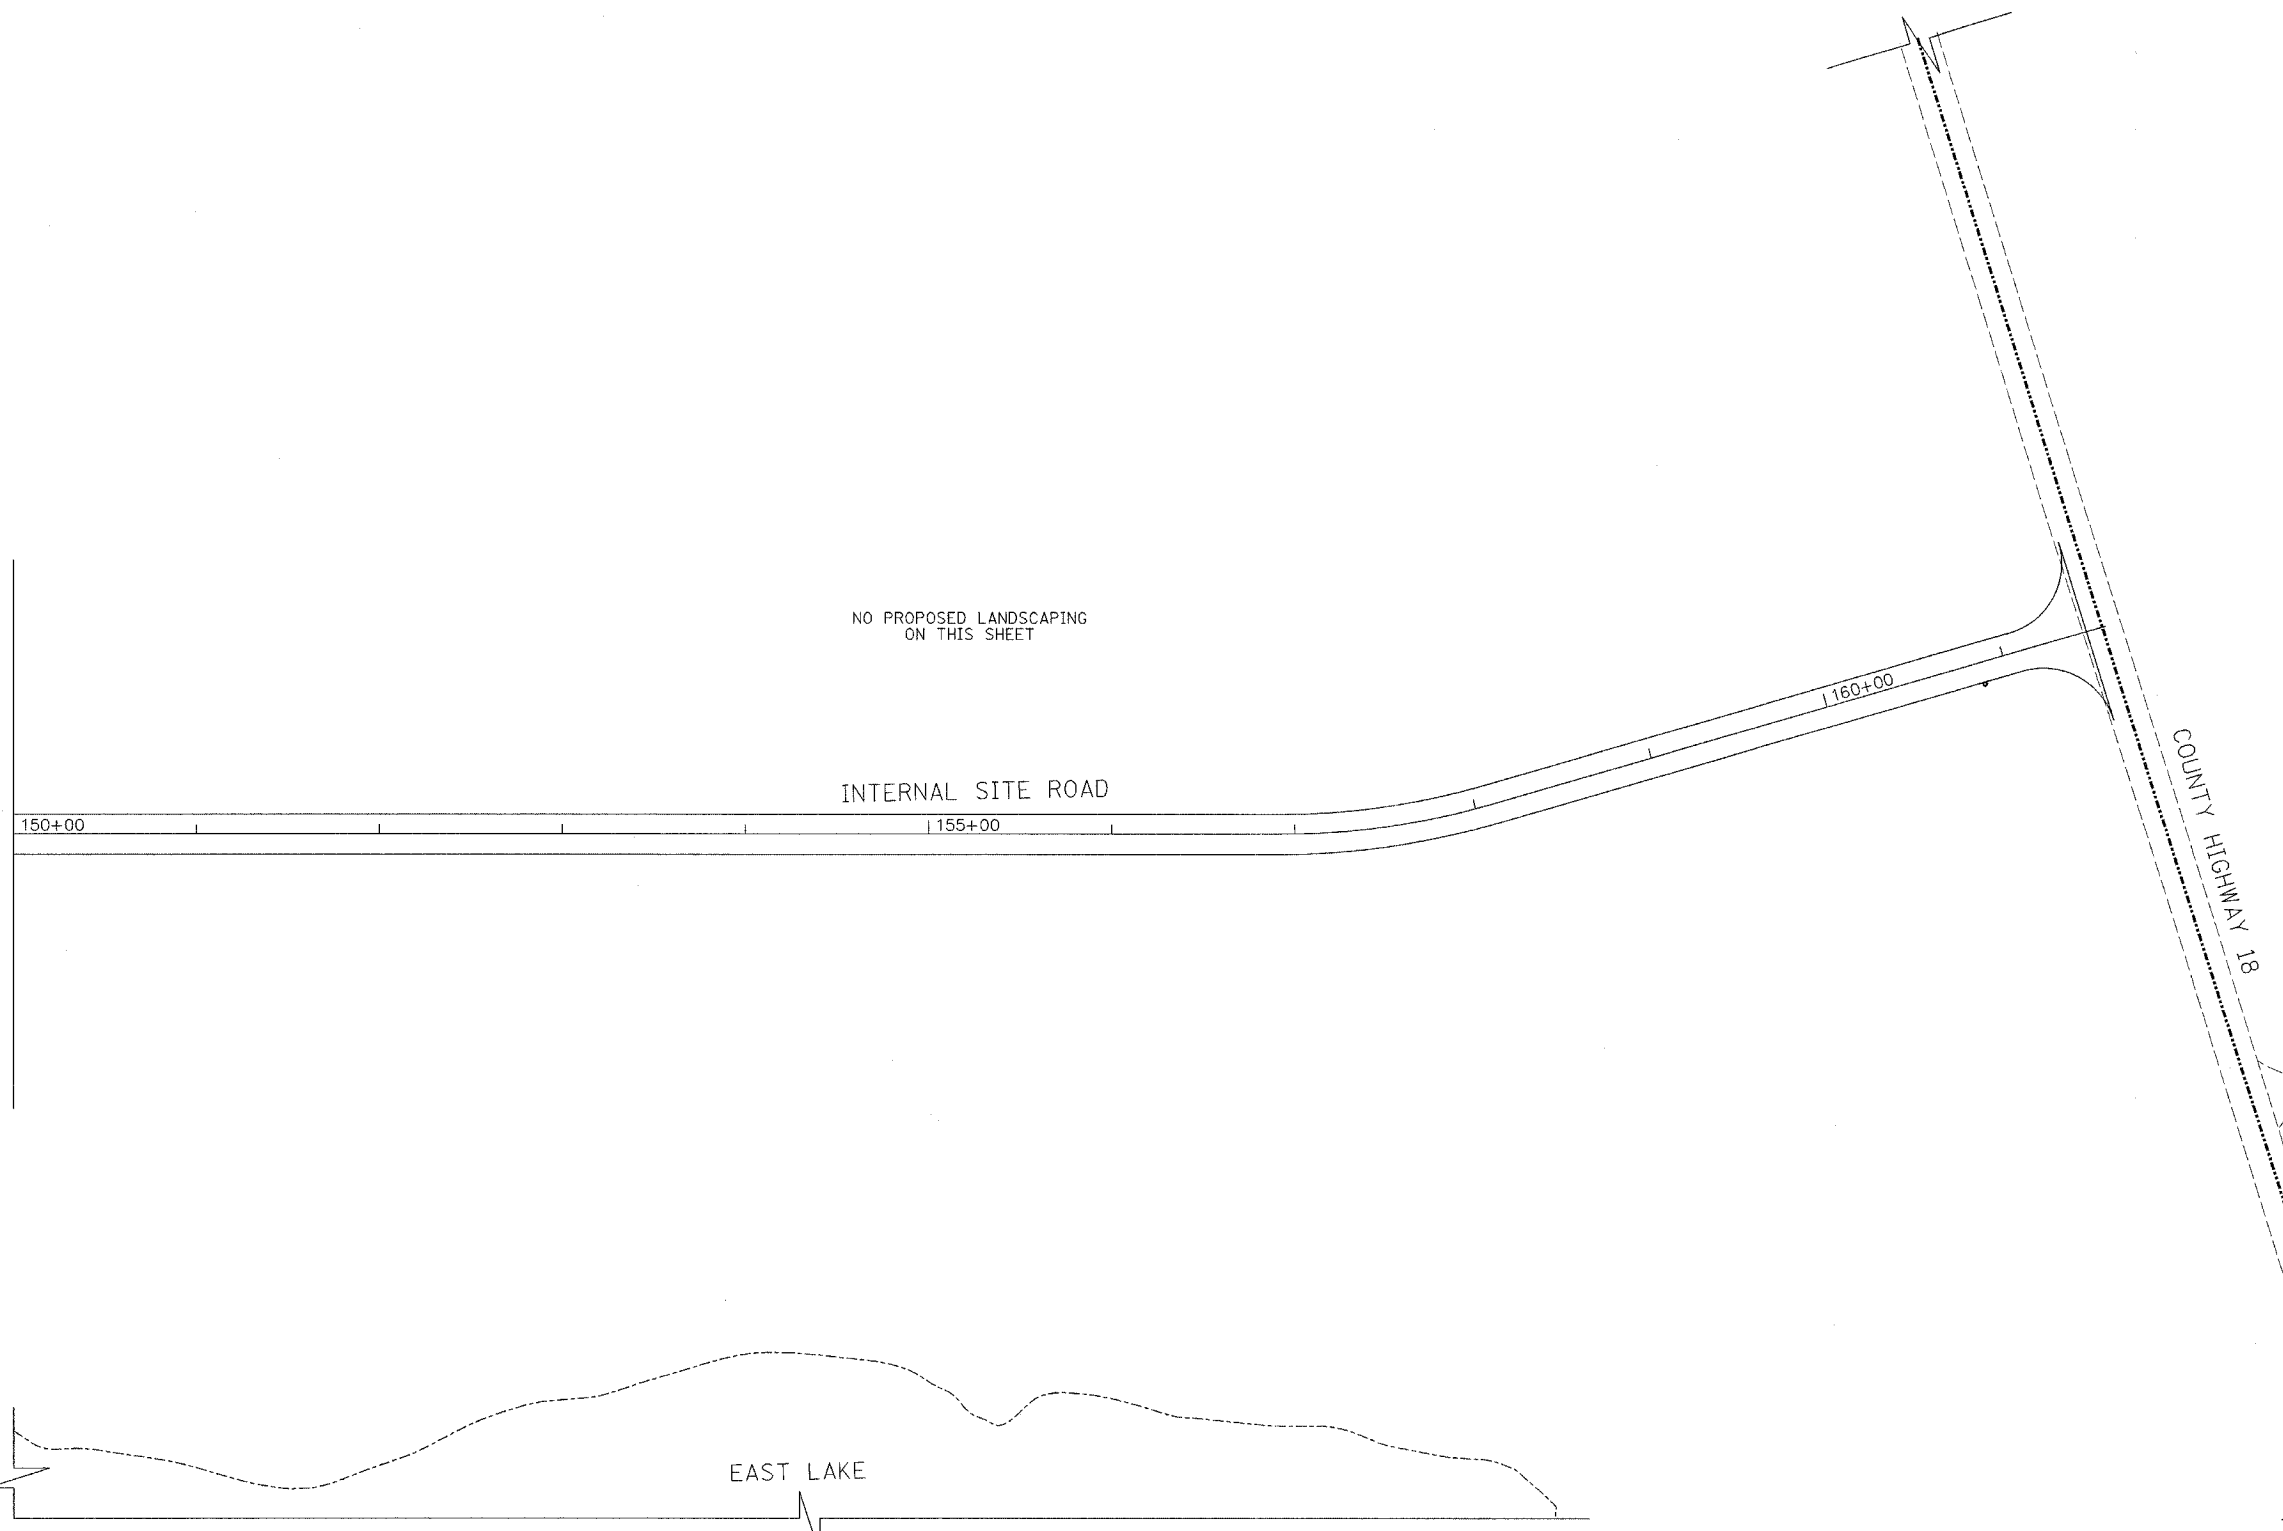 NO PROPOSED LANDSCAPING
ON THIS SHEET
160+00
COUNTY HIGHWAY 18
INTERNAL SITE ROAD
150+00
155+00
EAST LAKE